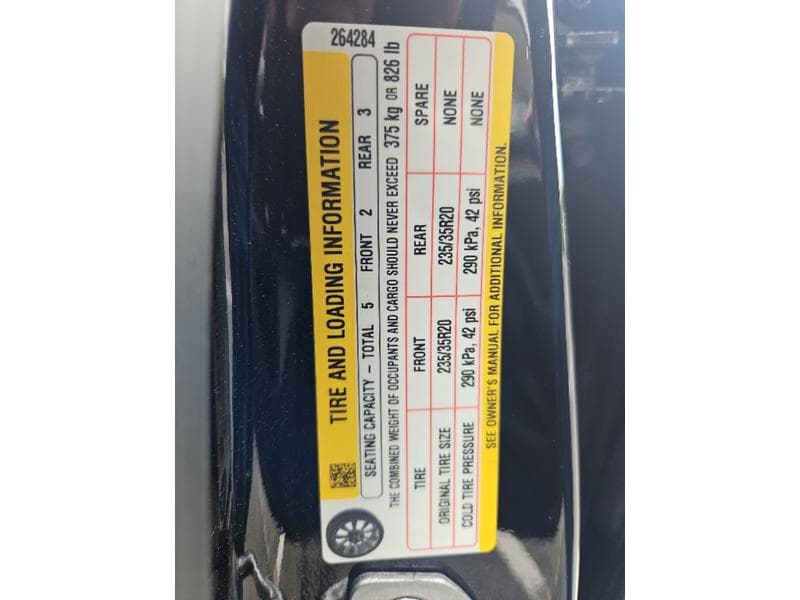 264284
TIRE AND LOADING INFORMATION
SEATING CAPACITY – TOTAL 5 FRONT 2 REAR 3
THE COMBINED WEIGHT OF OCCUPANTS AND CARGO SHOULD NEVER EXCEED 375 kg OR 826 lb
TIRE FRONT REAR SPARE
ORIGINAL TIRE SIZE 235/35R20 235/35R20 NONE
COLD TIRE PRESSURE 290 kPa, 42 psi 290 kPa, 42 psi NONE
SEE OWNER'S MANUAL FOR ADDITIONAL INFORMATION.